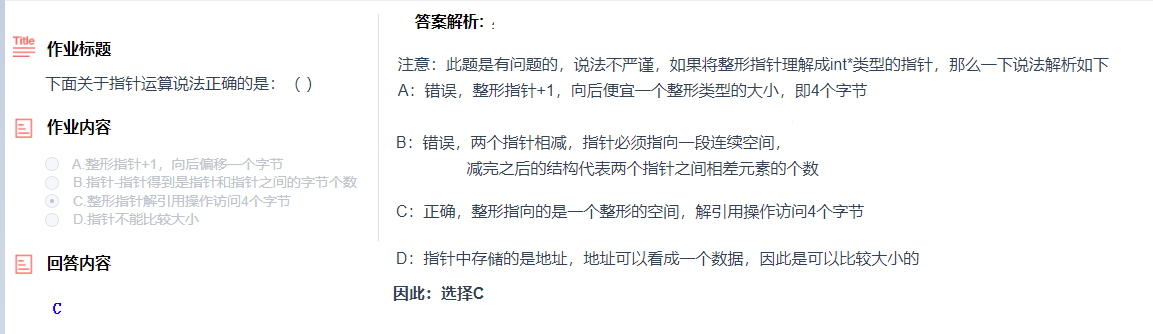 Title 作业标题
下面关于指针运算说法正确的是：（ ）
作业内容
A.整形指针+1，向后偏移一个字节
B.指针-指针得到是指针和指针之间的字节个数
C.整形指针解引用操作访问4个字节
D.指针不能比较大小
回答内容
C
答案解析：
注意：此题是有问题的，说法不严谨，如果将整形指针理解成int*类型的指针，那么一下说法解析如下
A：错误，整形指针+1，向后便宜一个整形类型的大小，即4个字节
B：错误，两个指针相减，指针必须指向一段连续空间，
减完之后的结构代表两个指针之间相差元素的个数
C：正确，整形指向的是一个整形的空间，解引用操作访问4个字节
D：指针中存储的是地址，地址可以看成一个数据，因此是可以比较大小的
因此：选择C